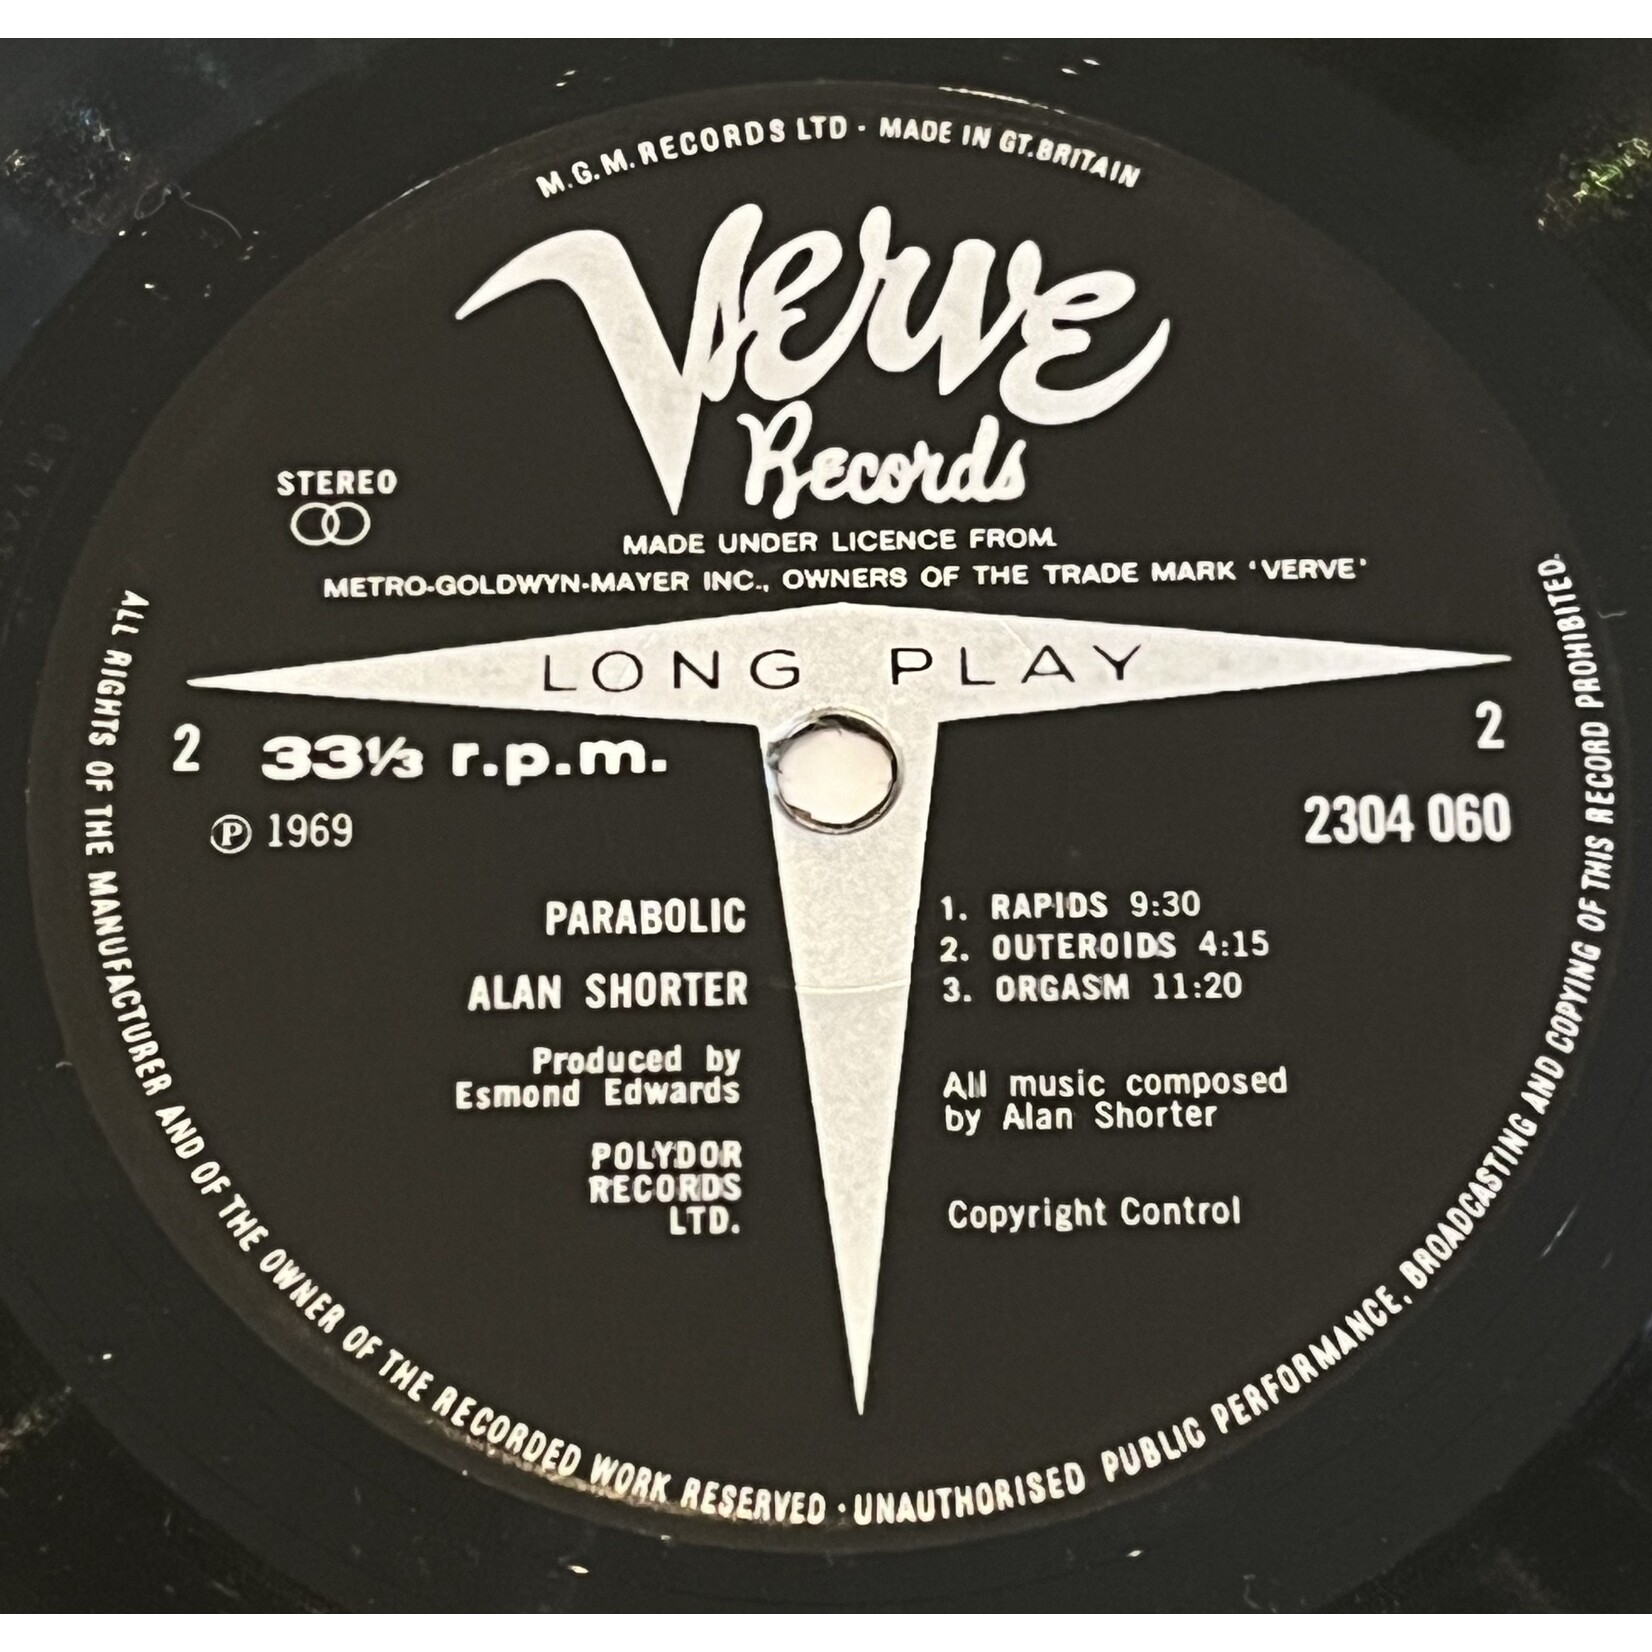 M.G.M. RECORDS LTD · MADE IN GT. BRITAIN
Verve
Records
STEREO
MADE UNDER LICENCE FROM
METRO-GOLDWYN-MAYER INC., OWNERS OF THE TRADE MARK 'VERVE'
LONG PLAY
2 33⅓ r.p.m.
2
℗ 1969
2304 060
PARABOLIC
ALAN SHORTER
Produced by
Esmond Edwards
POLYDOR
RECORDS
LTD.
1. RAPIDS 9:30
2. OUTEROIDS 4:15
3. ORGASM 11:20
All music composed
by Alan Shorter
Copyright Control
ALL RIGHTS OF THE MANUFACTURER AND OF THE OWNER OF THE RECORDED WORK RESERVED · UNAUTHORISED PUBLIC PERFORMANCE, BROADCASTING AND COPYING OF THIS RECORD PROHIBITED.